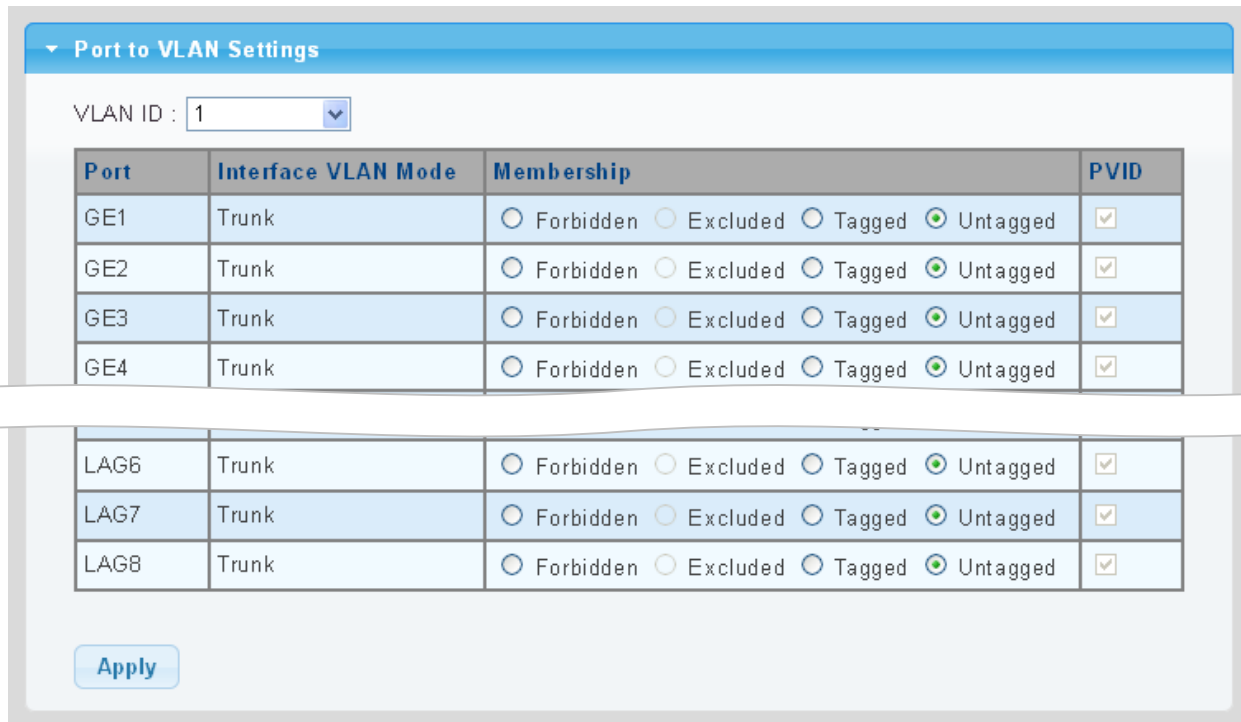 Port to VLAN Settings
VLAN ID : 1
Port Interface VLAN Mode Membership PVID
GE1 Trunk Forbidden Excluded Tagged Untagged
GE2 Trunk Forbidden Excluded Tagged Untagged
GE3 Trunk Forbidden Excluded Tagged Untagged
GE4 Trunk Forbidden Excluded Tagged Untagged
LAG6 Trunk Forbidden Excluded Tagged Untagged
LAG7 Trunk Forbidden Excluded Tagged Untagged
LAG8 Trunk Forbidden Excluded Tagged Untagged
Apply